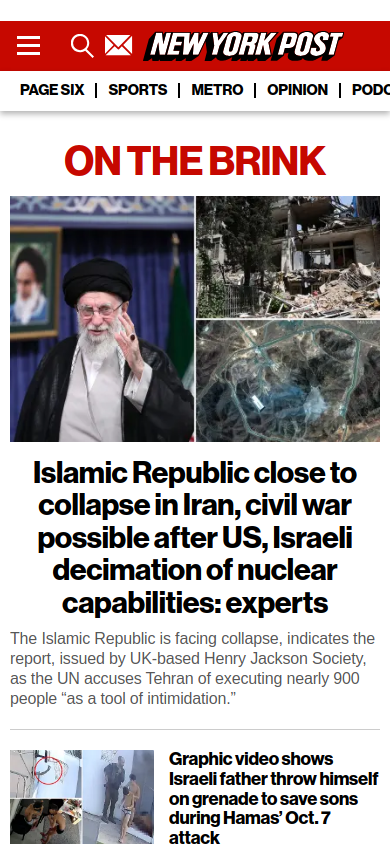 NEW YORK POST
PAGE SIX
SPORTS
METRO
OPINION
PODC
ON THE BRINK
Islamic Republic close to
collapse in Iran, civil war
possible after US, Israeli
decimation of nuclear
capabilities: experts
The Islamic Republic is facing collapse, indicates the
report, issued by UK-based Henry Jackson Society,
as the UN accuses Tehran of executing nearly 900
people “as a tool of intimidation.”
Graphic video shows
Israeli father throw himself
on grenade to save sons
during Hamas’ Oct. 7
attack